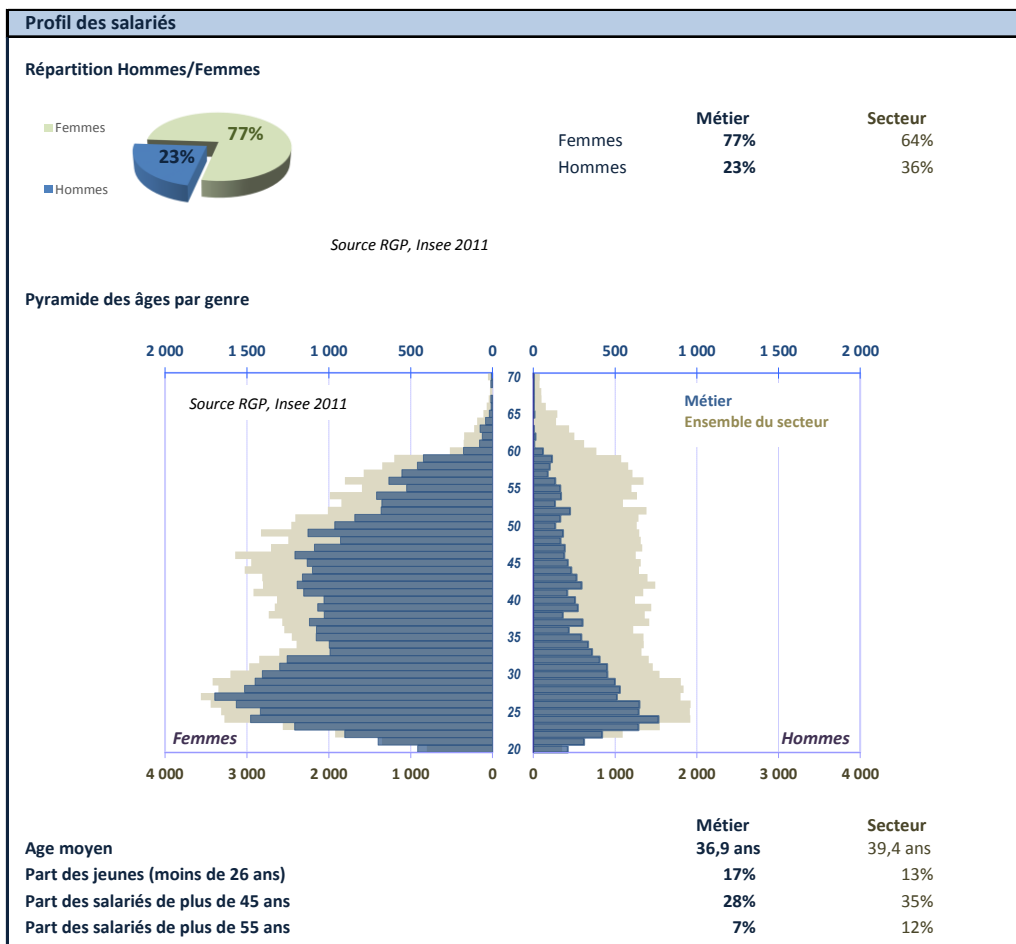 Profil des salariés
Répartition Hommes/Femmes
Femmes
77%
23%
Hommes
Métier Secteur
Femmes 77% 64%
Hommes 23% 36%
Source RGP, Insee 2011
Pyramide des âges par genre
2 000 1 500 1 000 500 0 0 500 1 000 1 500 2 000
70
Source RGP, Insee 2011
Métier
65
Ensemble du secteur
60
55
50
45
40
35
30
25
Femmes
Hommes
20
4 000 3 000 2 000 1 000 0 0 1 000 2 000 3 000 4 000
Métier Secteur
Age moyen 36,9 ans 39,4 ans
Part des jeunes (moins de 26 ans) 17% 13%
Part des salariés de plus de 45 ans 28% 35%
Part des salariés de plus de 55 ans 7% 12%